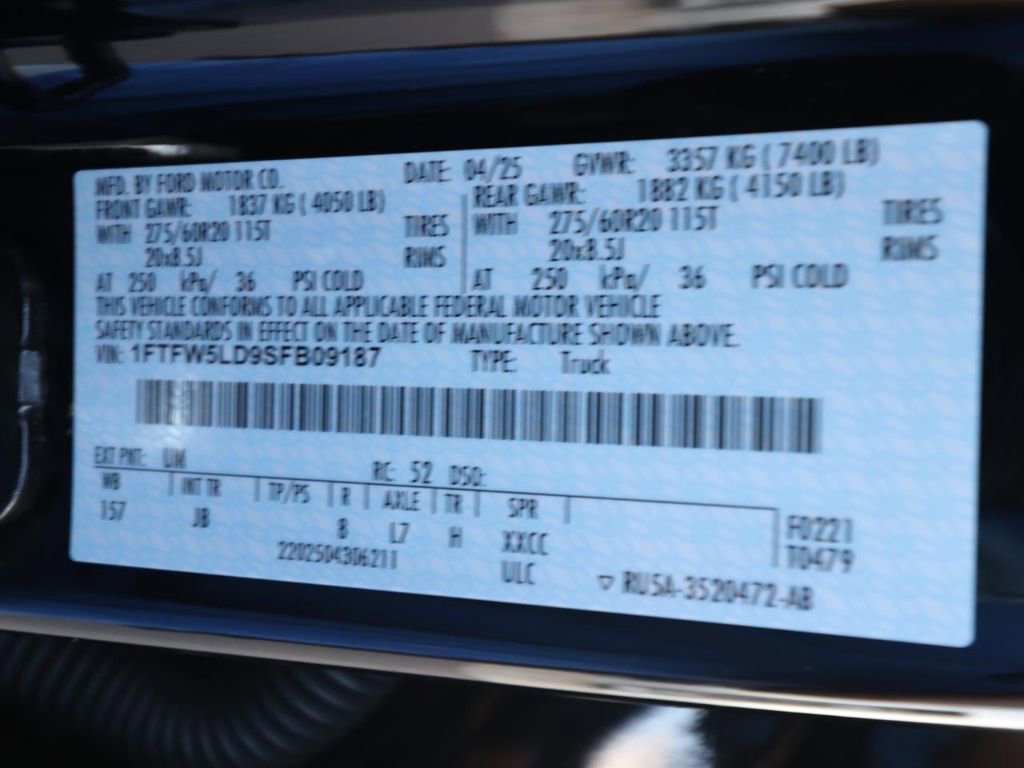 MFD. BY FORD MOTOR CO. DATE: 04/25 GVWR: 3357 KG ( 7400 LB)
FRONT GAWR: 1837 KG ( 4050 LB) REAR GAWR: 1882 KG ( 4150 LB)
WITH 275/60R20 115T TIRES WITH 275/60R20 115T TIRES
20x8.5J RIMS 20x8.5J RIMS
AT 250 kPa/ 36 PSI COLD AT 250 kPa/ 36 PSI COLD
THIS VEHICLE CONFORMS TO ALL APPLICABLE FEDERAL MOTOR VEHICLE
SAFETY STANDARDS IN EFFECT ON THE DATE OF MANUFACTURE SHOWN ABOVE.
VIN: 1FTFW5LD9SFB09187 TYPE: Truck
EXT PNT: UM RC: 52 DSO:
WB INT TR TP/PS R AXLE TR SPR
157 JB B L7 H XXCC F0221
2202504306211 ULC T0479
▽ RU5A-3520472-AB